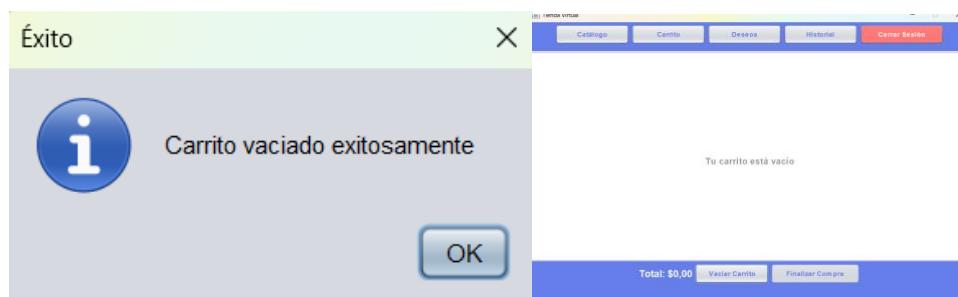 Éxito
Carrito vaciado exitosamente
OK
Tienda Virtual
Catálogo Carrito Deseos Historial Cerrar Sesión
Tu carrito está vacío
Total: $0,00 Vaciar Carrito Finalizar Compra